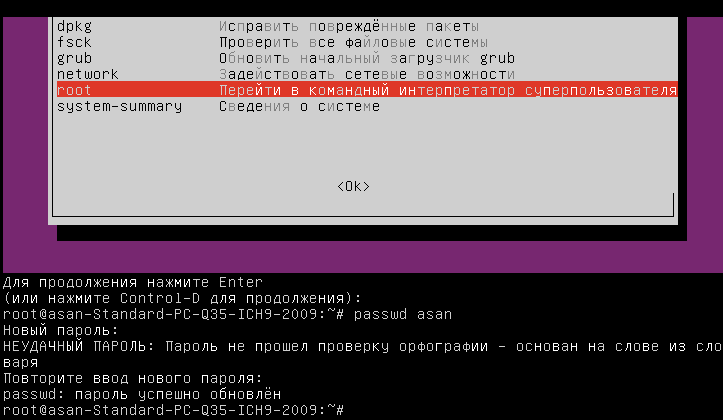 dpkg Исправить повреждённые пакеты
fsck Проверить все файловые системы
grub Обновить начальный загрузчик grub
network Задействовать сетевые возможности
root Перейти в командный интерпретатор суперпользователя
system-summary Сведения о системе
<Ok>
Для продолжения нажмите Enter
(или нажмите Control-D для продолжения):
root@asan-Standard-PC-Q35-ICH9-2009:~# passwd asan
Новый пароль:
НЕУДАЧНЫЙ ПАРОЛЬ: Пароль не прошел проверку орфографии - основан на слове из сло
варя
Повторите ввод нового пароля:
passwd: пароль успешно обновлён
root@asan-Standard-PC-Q35-ICH9-2009:~#